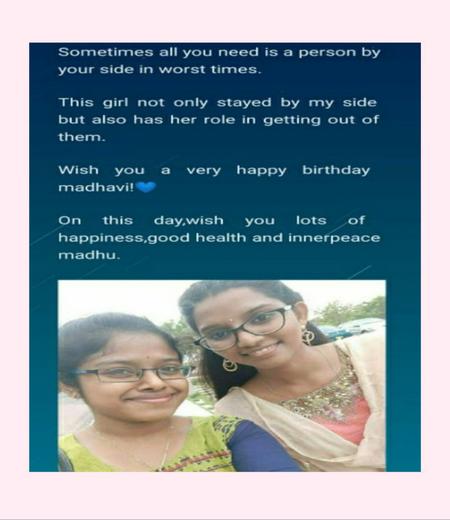 Sometimes all you need is a person by
your side in worst times.
This girl not only stayed by my side
but also has her role in getting out of
them.
Wish you a very happy birthday
madhavi!💙
On this day,wish you lots of
happiness,good health and innerpeace
madhu.